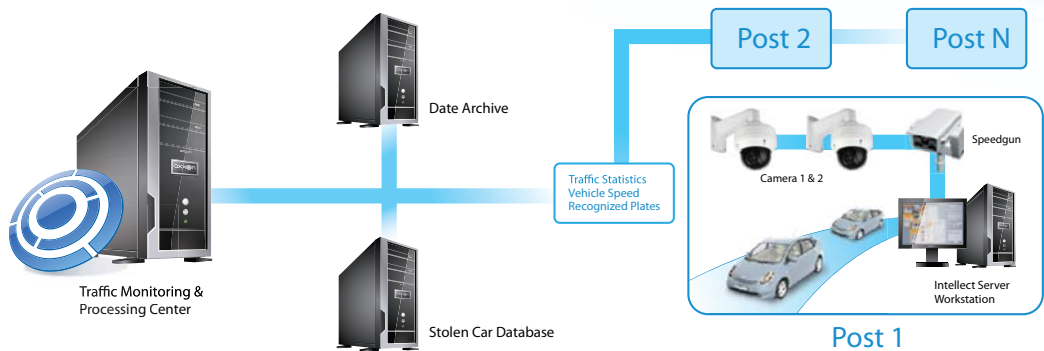 Post 2
Post N
Date Archive
Speedgun
Camera 1 & 2
Traffic Statistics
Vehicle Speed
Recognized Plates
Traffic Monitoring &
Processing Center
Intellect Server
Workstation
Stolen Car Database
Post 1